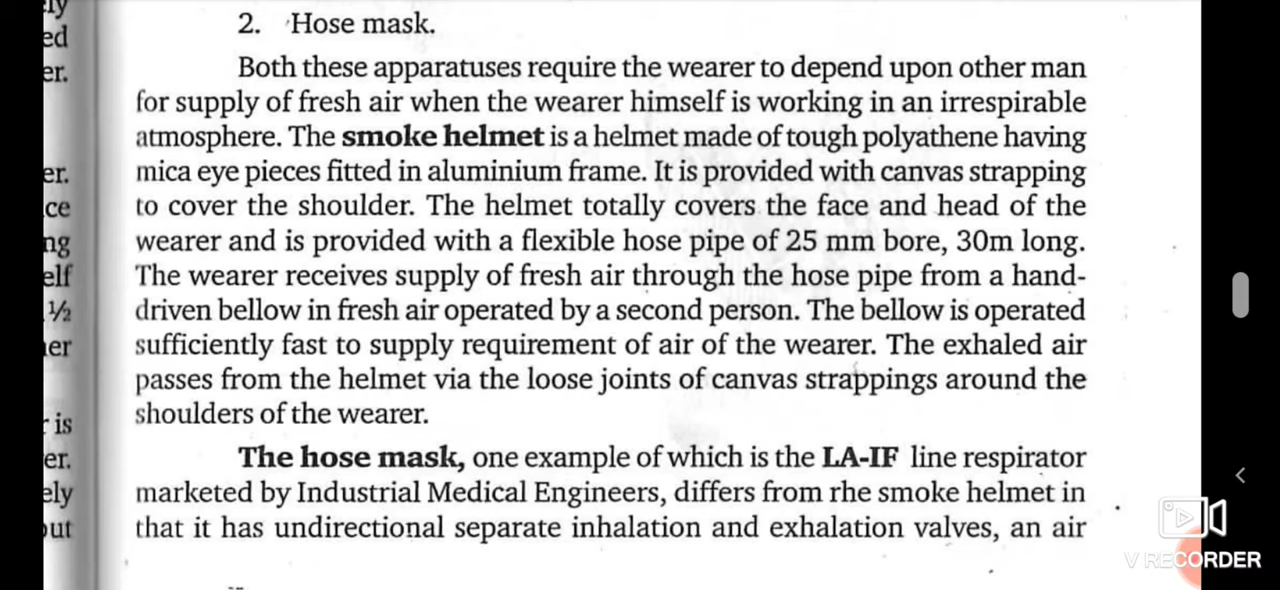 ly
ed
er.
er.
ce
ng
elf
½
er
r is
er.
ely
out
2. Hose mask.
Both these apparatuses require the wearer to depend upon other man
for supply of fresh air when the wearer himself is working in an irrespirable
atmosphere. The smoke helmet is a helmet made of tough polyathene having
mica eye pieces fitted in aluminium frame. It is provided with canvas strapping
to cover the shoulder. The helmet totally covers the face and head of the
wearer and is provided with a flexible hose pipe of 25 mm bore, 30m long.
The wearer receives supply of fresh air through the hose pipe from a hand-
driven bellow in fresh air operated by a second person. The bellow is operated
sufficiently fast to supply requirement of air of the wearer. The exhaled air
passes from the helmet via the loose joints of canvas strappings around the
shoulders of the wearer.
The hose mask, one example of which is the LA-IF line respirator
marketed by Industrial Medical Engineers, differs from rhe smoke helmet in
that it has undirectional separate inhalation and exhalation valves, an air
V RECORDER